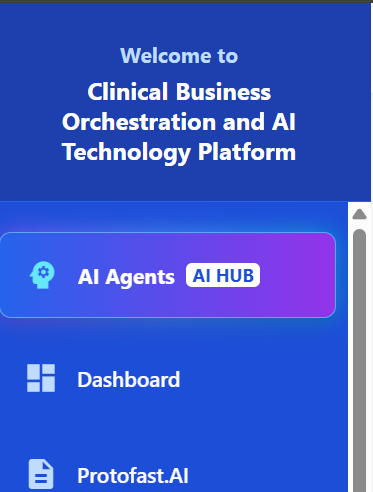 Welcome to
Clinical Business
Orchestration and AI
Technology Platform
AI Agents AI HUB
Dashboard
Protofast.AI